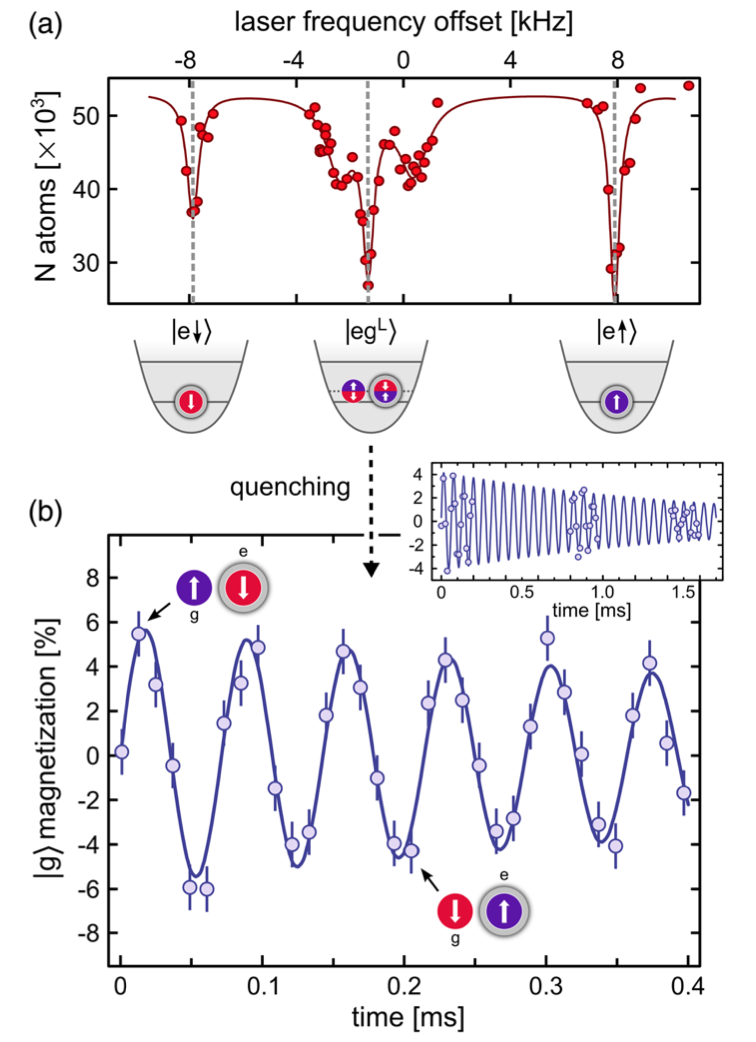 (a)
laser frequency offset [kHz]
-8 -4 0 4 8
N atoms [×10³]
50
40
30
|e↓⟩ |egᴸ⟩ |e↑⟩
quenching
(b)
4
2
0
-2
-4
0 0.5 1.0 1.5
time [ms]
|g⟩ magnetization [%]
8
6
4
2
0
-2
-4
-6
-8
e
g
e
g
0 0.1 0.2 0.3 0.4
time [ms]